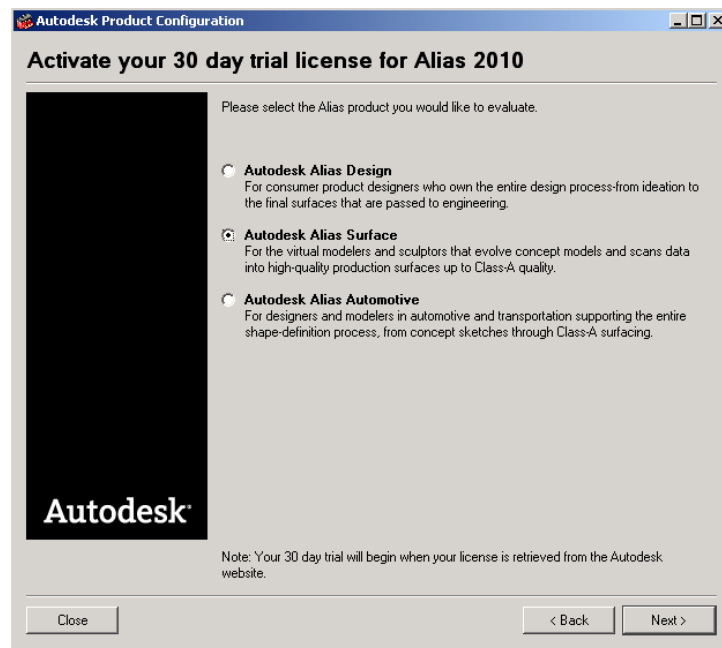 Autodesk Product Configuration
Activate your 30 day trial license for Alias 2010
Please select the Alias product you would like to evaluate.
Autodesk Alias Design
For consumer product designers who own the entire design process-from ideation to
the final surfaces that are passed to engineering.
Autodesk Alias Surface
For the virtual modelers and sculptors that evolve concept models and scans data
into high-quality production surfaces up to Class-A quality.
Autodesk Alias Automotive
For designers and modelers in automotive and transportation supporting the entire
shape-definition process, from concept sketches through Class-A surfacing.
Autodesk
Note: Your 30 day trial will begin when your license is retrieved from the Autodesk
website.
Close
< Back
Next >